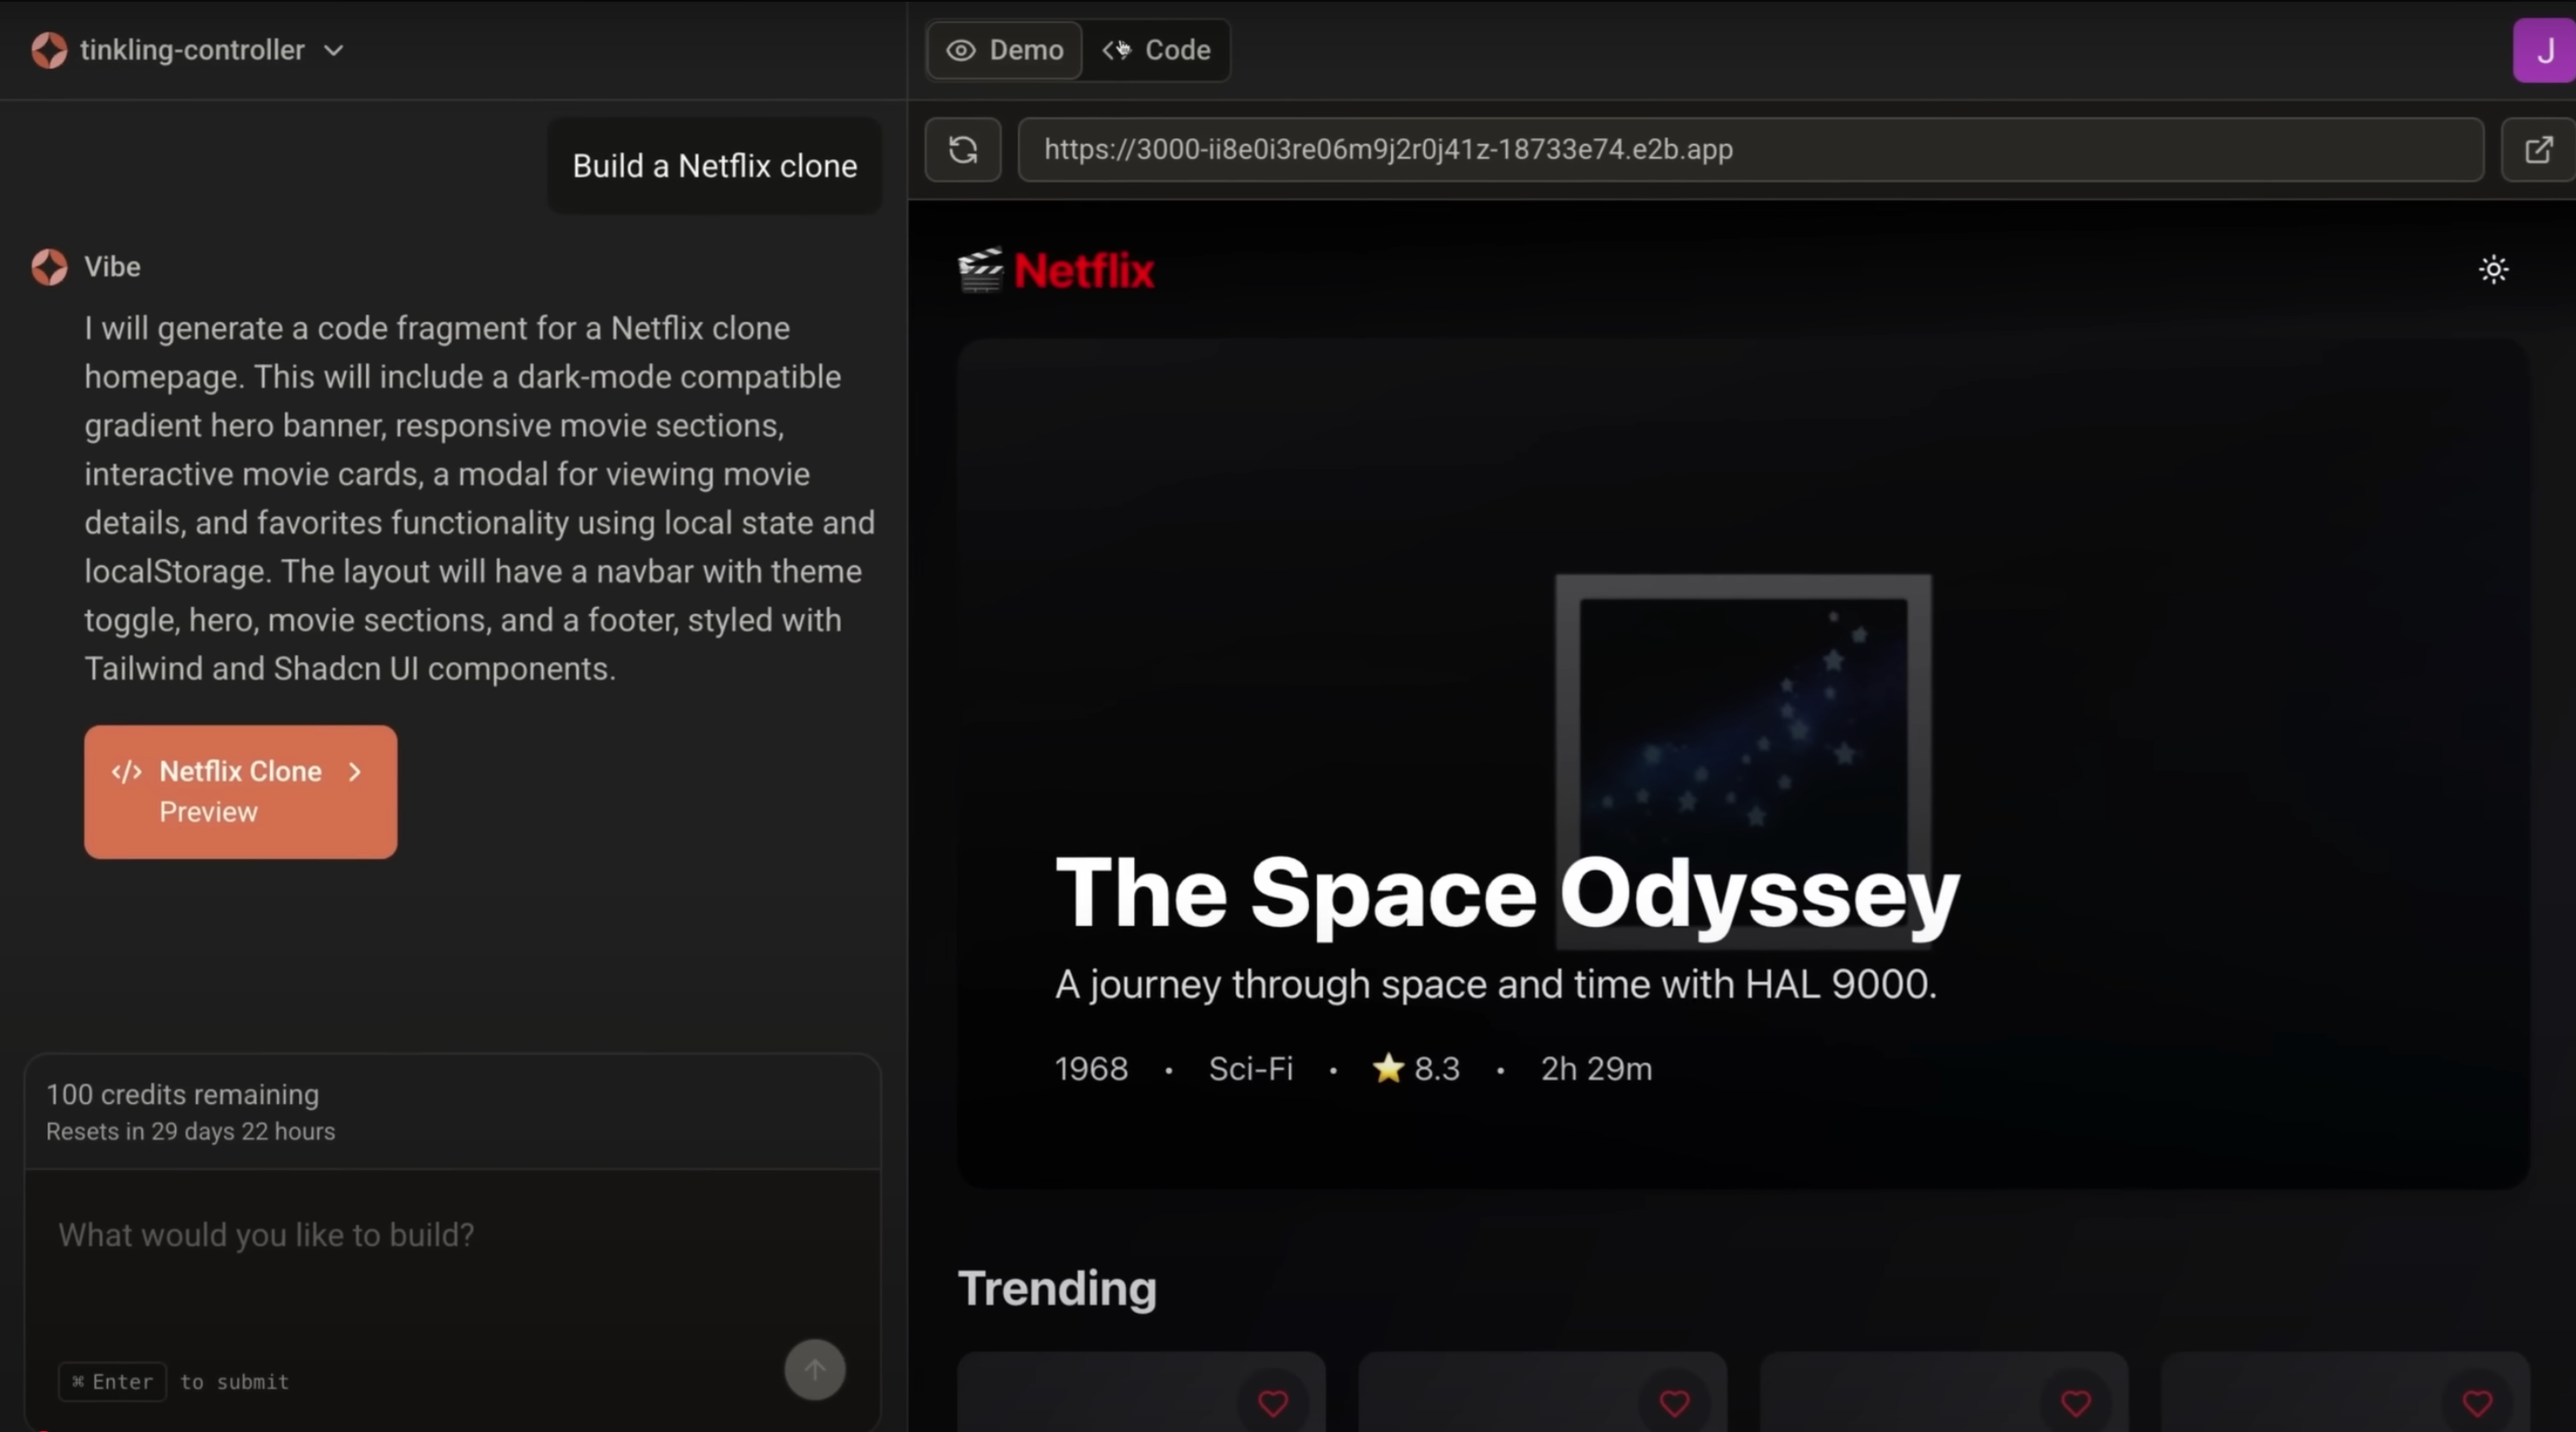 tinkling-controller
Demo
Code
J
https://3000-ii8e0i3re06m9j2r0j41z-18733e74.e2b.app
Build a Netflix clone
Vibe
I will generate a code fragment for a Netflix clone
homepage. This will include a dark-mode compatible
gradient hero banner, responsive movie sections,
interactive movie cards, a modal for viewing movie
details, and favorites functionality using local state and
localStorage. The layout will have a navbar with theme
toggle, hero, movie sections, and a footer, styled with
Tailwind and Shadcn UI components.
</> Netflix Clone >
Preview
100 credits remaining
Resets in 29 days 22 hours
What would you like to build?
⌘ Enter to submit
🎬 Netflix
The Space Odyssey
A journey through space and time with HAL 9000.
1968 • Sci-Fi • ⭐ 8.3 • 2h 29m
Trending